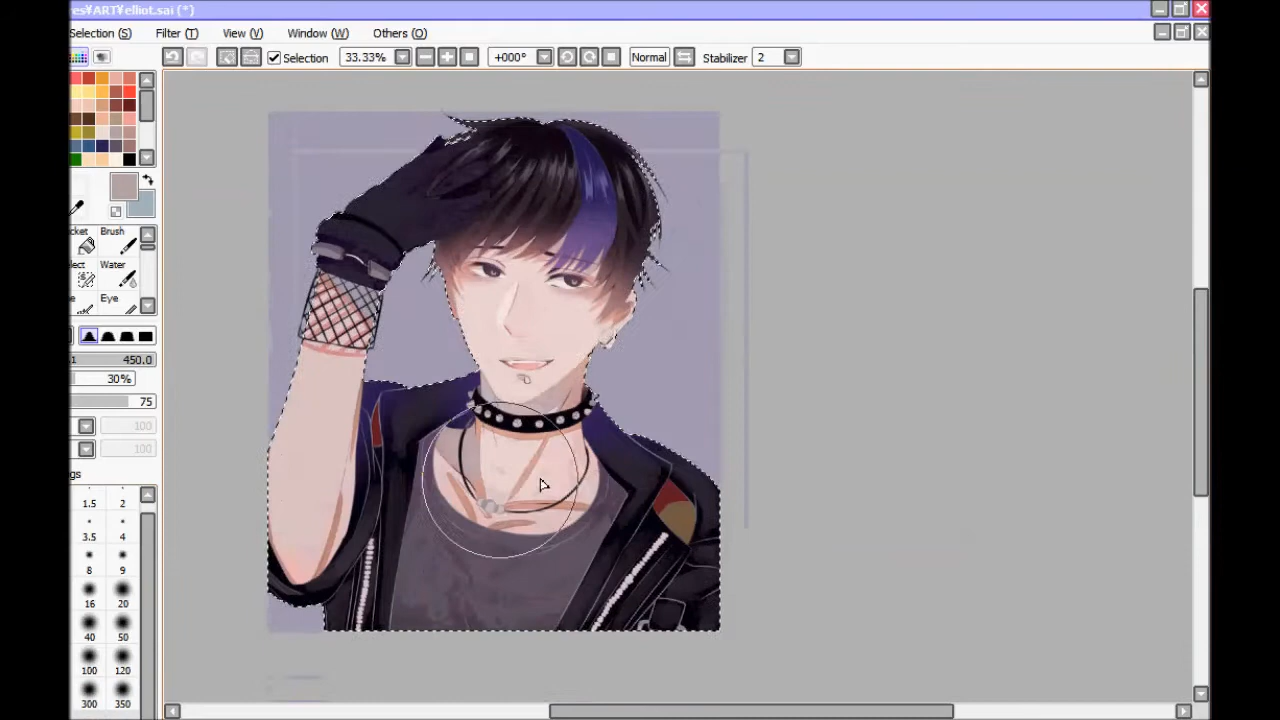 res¥ART¥elliot.sai (*)
Selection (S) Filter (T) View (V) Window (W) Others (O)
Selection 33.33% +000° Normal Stabilizer 2
cket Brush
lect Water
e Eye
1 450.0
30%
75
100
100
gs
1.5 2
3.5 4
8 9
16 20
40 50
100 120
300 350